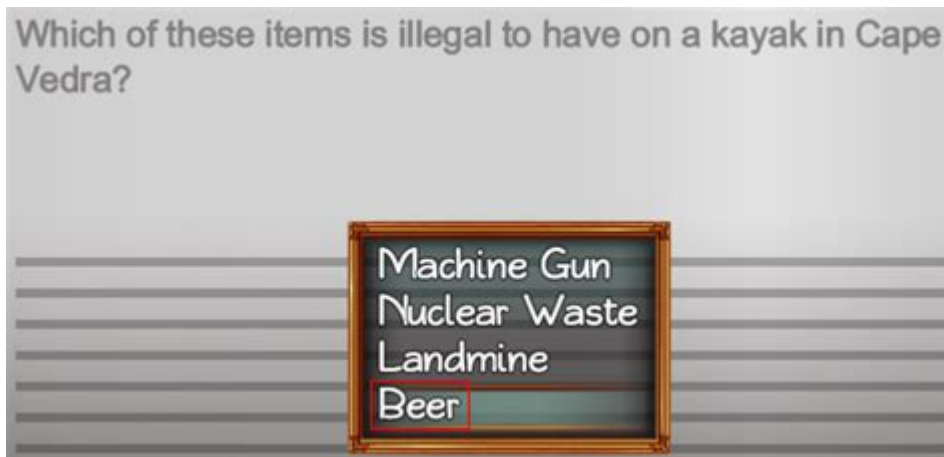 Which of these items is illegal to have on a kayak in Cape
Vedra?
Machine Gun
Nuclear Waste
Landmine
Beer